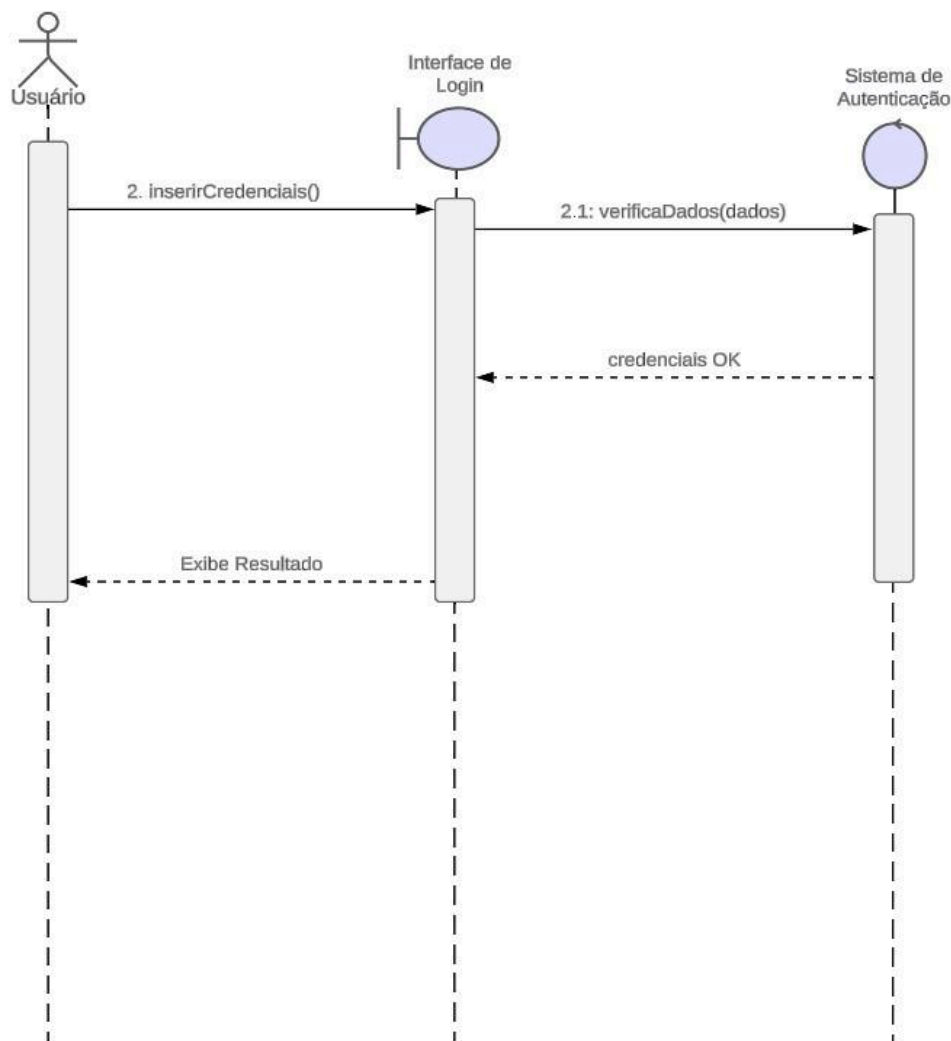 Usuário
Interface de
Login
Sistema de
Autenticação
2. inserirCredenciais()
2.1: verificaDados(dados)
credenciais OK
Exibe Resultado